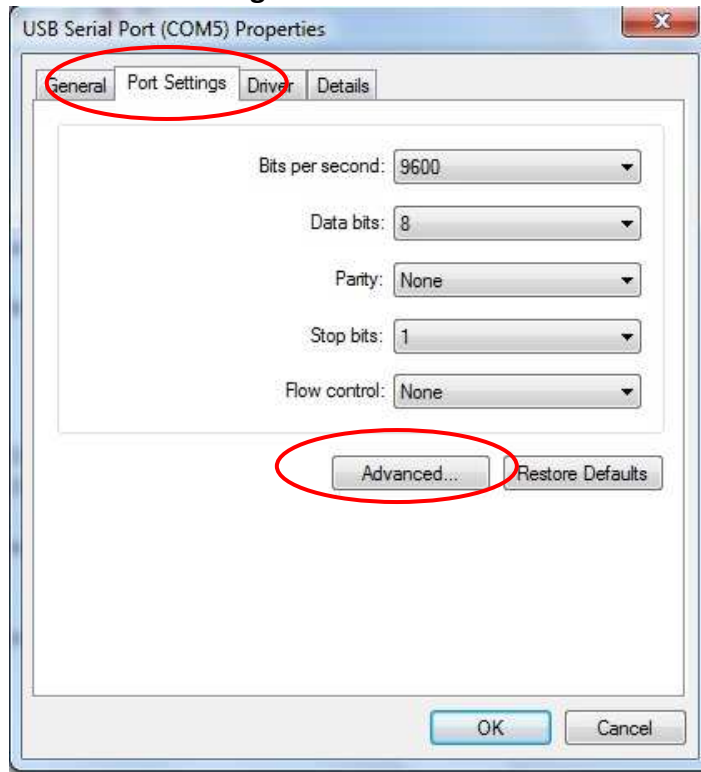 USB Serial Port (COM5) Properties
General Port Settings Driver Details
Bits per second: 9600
Data bits: 8
Parity: None
Stop bits: 1
Flow control: None
Advanced... Restore Defaults
OK Cancel